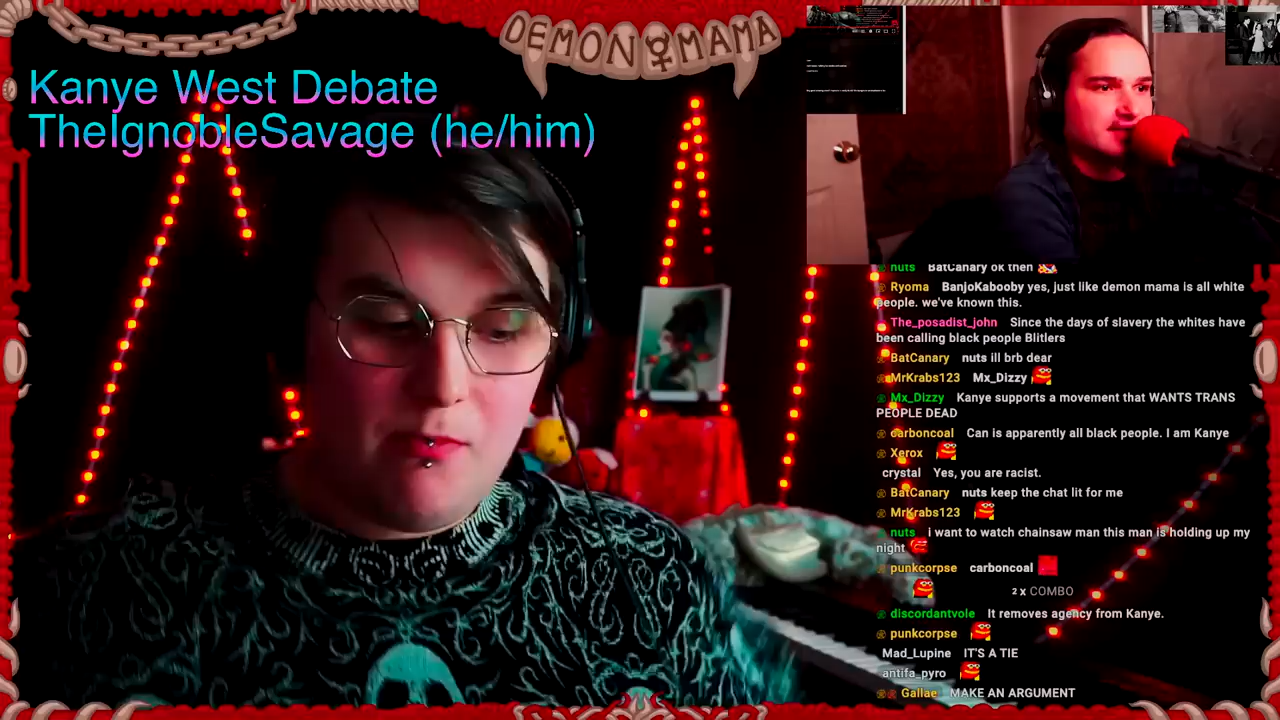 DEMON MAMA
Kanye West Debate
TheIgnobleSavage (he/him)
nuts BatCanary ok then
Ryoma BanjoKabooby yes, just like demon mama is all white
people. we've known this.
The_posadist_john Since the days of slavery the whites have
been calling black people Blitlers
BatCanary nuts ill brb dear
MrKrabs123 Mx_Dizzy
Mx_Dizzy Kanye supports a movement that WANTS TRANS
PEOPLE DEAD
carboncoal Can is apparently all black people. I am Kanye
Xerox
crystal Yes, you are racist.
BatCanary nuts keep the chat lit for me
MrKrabs123
nuts i want to watch chainsaw man this man is holding up my
night
punkcorpse carboncoal
2 x COMBO
discordantvole It removes agency from Kanye.
punkcorpse
Mad_Lupine IT'S A TIE
antifa_pyro
Gallae MAKE AN ARGUMENT